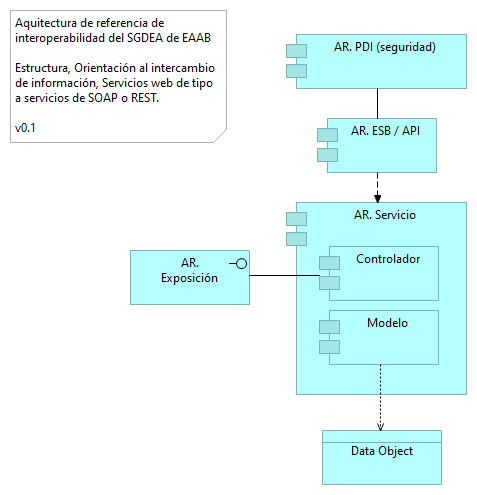 Aquitectura de referencia de
interoperabilidad del SGDEA de EAAB
Estructura, Orientación al intercambio
de información, Servicios web de tipo
a servicios de SOAP o REST.
v0.1
AR. PDI (seguridad)
AR. ESB / API
AR. Servicio
AR.
Exposición
Controlador
Modelo
Data Object